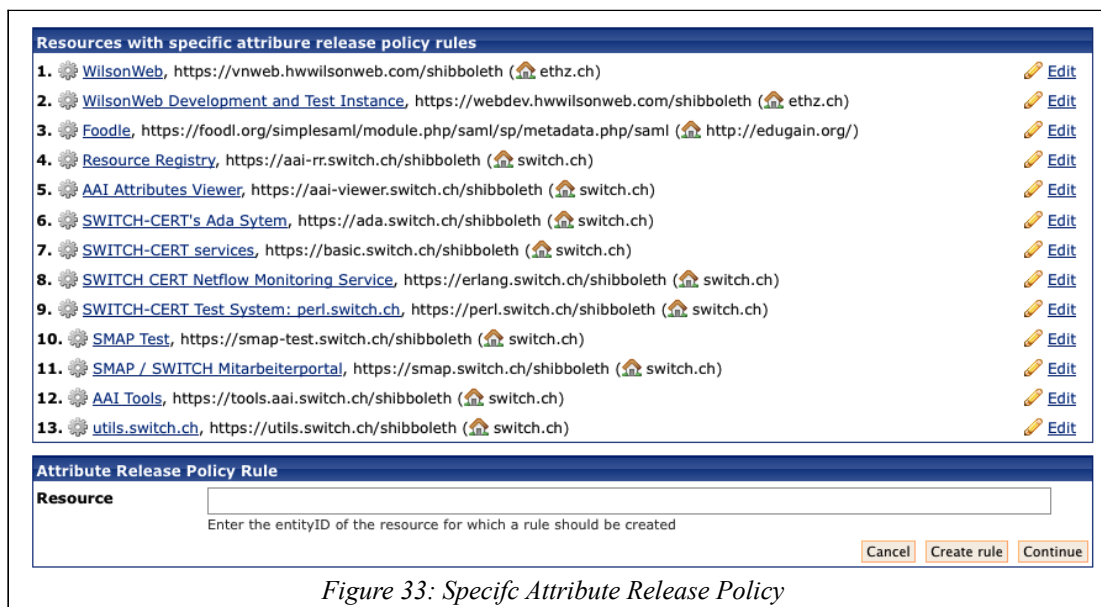 Resources with specific attribure release policy rules
1. WilsonWeb, https://vnweb.hwwilsonweb.com/shibboleth (ethz.ch) Edit
2. WilsonWeb Development and Test Instance, https://webdev.hwwilsonweb.com/shibboleth (ethz.ch) Edit
3. Foodle, https://foodl.org/simplesaml/module.php/saml/sp/metadata.php/saml (http://edugain.org/) Edit
4. Resource Registry, https://aai-rr.switch.ch/shibboleth (switch.ch) Edit
5. AAI Attributes Viewer, https://aai-viewer.switch.ch/shibboleth (switch.ch) Edit
6. SWITCH-CERT's Ada Sytem, https://ada.switch.ch/shibboleth (switch.ch) Edit
7. SWITCH-CERT services, https://basic.switch.ch/shibboleth (switch.ch) Edit
8. SWITCH CERT Netflow Monitoring Service, https://erlang.switch.ch/shibboleth (switch.ch) Edit
9. SWITCH-CERT Test System: perl.switch.ch, https://perl.switch.ch/shibboleth (switch.ch) Edit
10. SMAP Test, https://smap-test.switch.ch/shibboleth (switch.ch) Edit
11. SMAP / SWITCH Mitarbeiterportal, https://smap.switch.ch/shibboleth (switch.ch) Edit
12. AAI Tools, https://tools.aai.switch.ch/shibboleth (switch.ch) Edit
13. utils.switch.ch, https://utils.switch.ch/shibboleth (switch.ch) Edit
Attribute Release Policy Rule
Resource
Enter the entityID of the resource for which a rule should be created
Cancel Create rule Continue
Figure 33: Specifc Attribute Release Policy